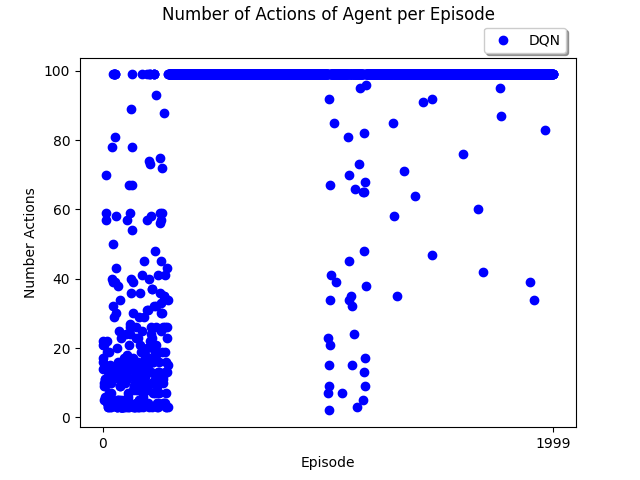 Number of Actions of Agent per Episode
DQN
100
80
60
40
20
0
Number Actions
0
1999
Episode